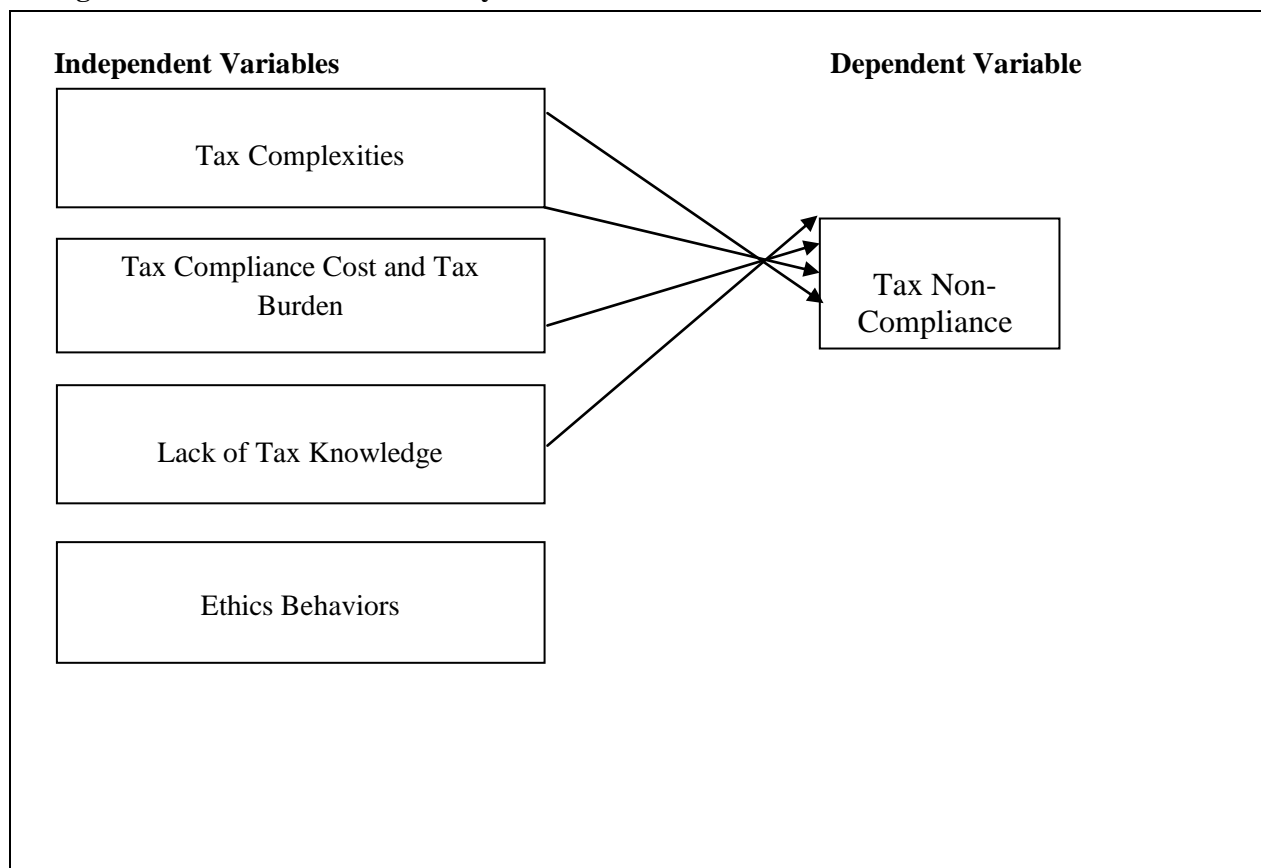 Independent Variables
Dependent Variable
Tax Complexities
Tax Compliance Cost and Tax
Burden
Tax Non-
Compliance
Lack of Tax Knowledge
Ethics Behaviors